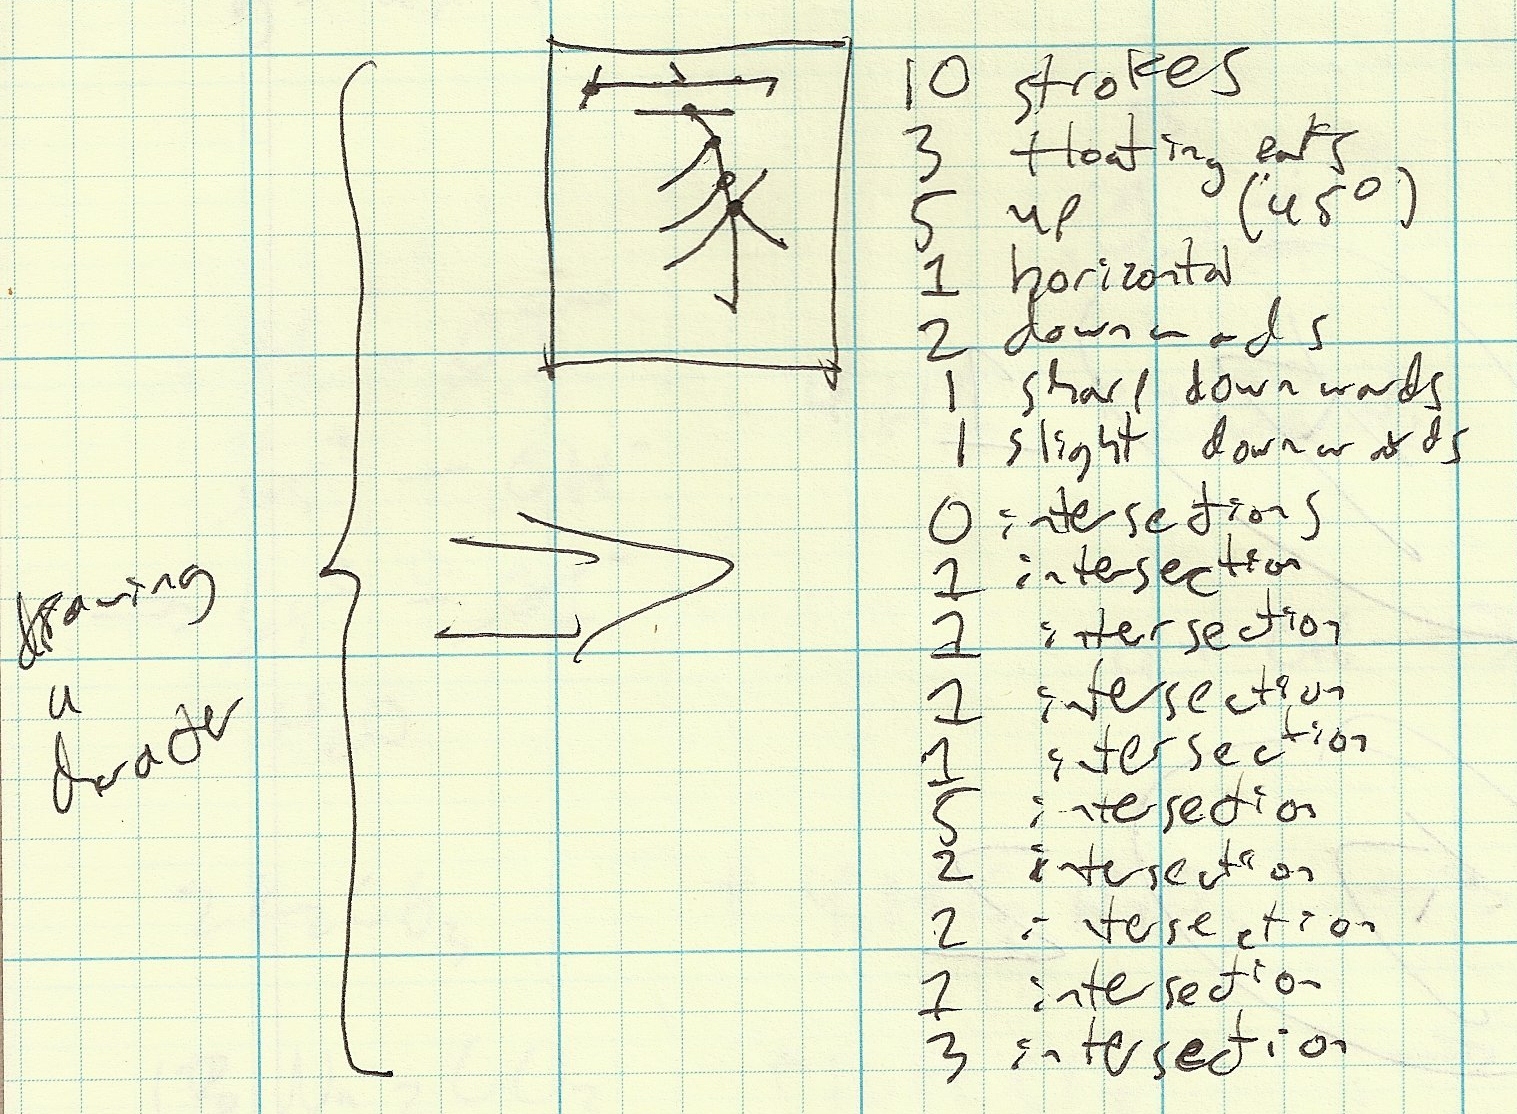 家
10 strokes
3 floating ends
5 up (45°)
1 horizontal
2 downwards
1 sharp downwards
1 slight downwards
0 intersections
1 intersection
1 intersection
1 intersection
1 intersection
5 intersection
2 intersection
2 intersection
1 intersection
3 intersection
drawing
a
character